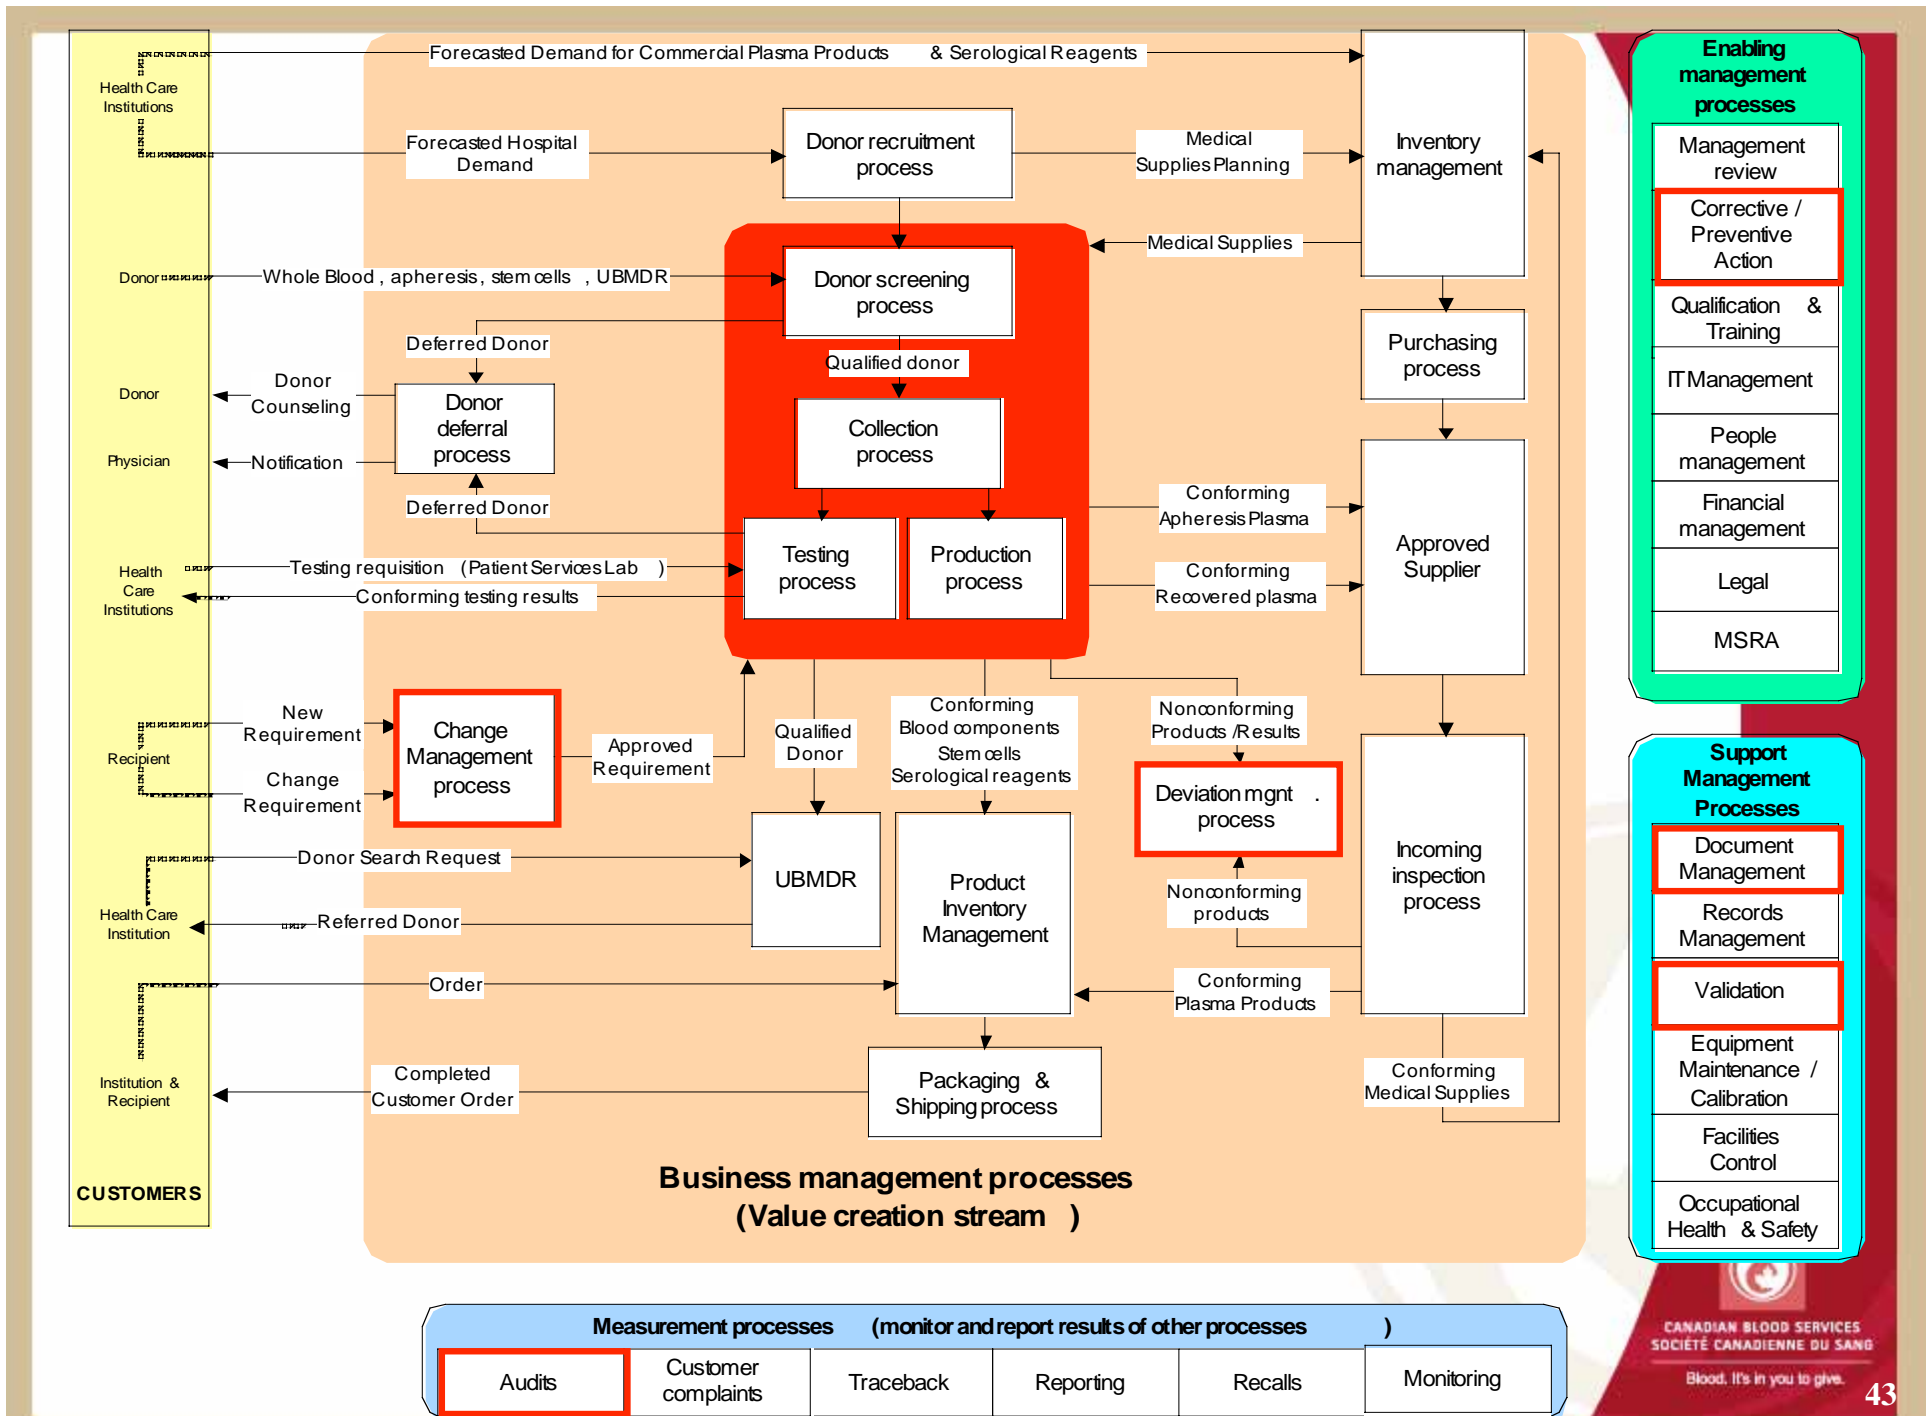 Forecasted Demand for Commercial Plasma Products & Serological Reagents
Health Care
Institutions
Forecasted Hospital
Demand
Donor recruitment
process
Medical
Supplies Planning
Inventory
management
Medical Supplies
Donor
Whole Blood , apheresis, stem cells , UBMDR
Donor screening
process
Deferred Donor
Qualified donor
Purchasing
process
Donor
Donor
Counseling
Donor
deferral
process
Collection
process
Physician
Notification
Deferred Donor
Conforming
Apheresis Plasma
Approved
Supplier
Testing
process
Production
process
Health
Care
Institutions
Testing requisition (Patient Services Lab )
Conforming testing results
Conforming
Recovered plasma
New
Requirement
Recipient
Change
Requirement
Change
Management
process
Approved
Requirement
Qualified
Donor
Conforming
Blood components
Stem cells
Serological reagents
Nonconforming
Products /Results
Deviation mgnt .
process
Nonconforming
products
Incoming
inspection
process
Donor Search Request
UBMDR
Health Care
Institution
Referred Donor
Product
Inventory
Management
Order
Conforming
Plasma Products
Institution &
Recipient
Completed
Customer Order
Packaging &
Shipping process
Conforming
Medical Supplies
CUSTOMERS
Business management processes
(Value creation stream )
Enabling
management
processes
Management
review
Corrective /
Preventive
Action
Qualification &
Training
IT Management
People
management
Financial
management
Legal
MSRA
Support
Management
Processes
Document
Management
Records
Management
Validation
Equipment
Maintenance /
Calibration
Facilities
Control
Occupational
Health & Safety
Measurement processes (monitor and report results of other processes )
Audits
Customer
complaints
Traceback
Reporting
Recalls
Monitoring
CANADIAN BLOOD SERVICES
SOCIÉTÉ CANADIENNE DU SANG
Blood. It's in you to give.
43